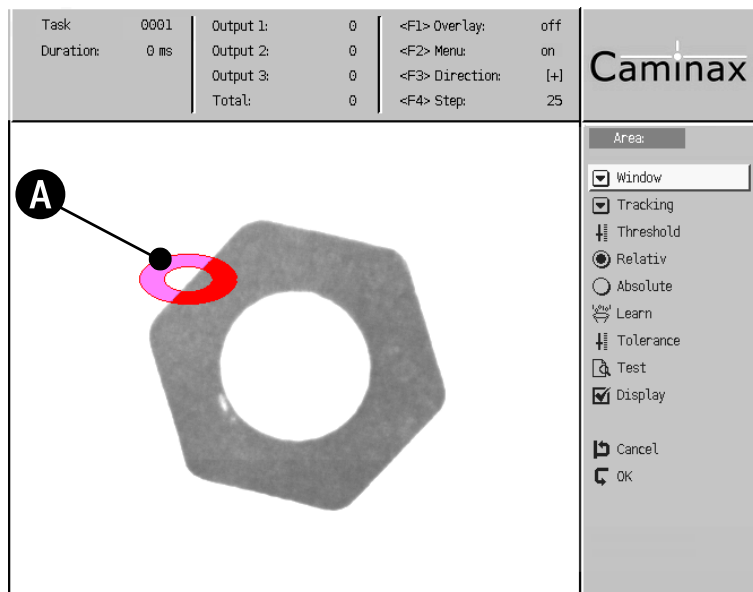 Task 0001
Duration: 0 ms
Output 1: 0
Output 2: 0
Output 3: 0
Total: 0
<F1> Overlay: off
<F2> Menu: on
<F3> Direction: [+]
<F4> Step: 25
Caminax
A
Area:
Window
Tracking
Threshold
Relativ
Absolute
Learn
Tolerance
Test
Display
Cancel
OK